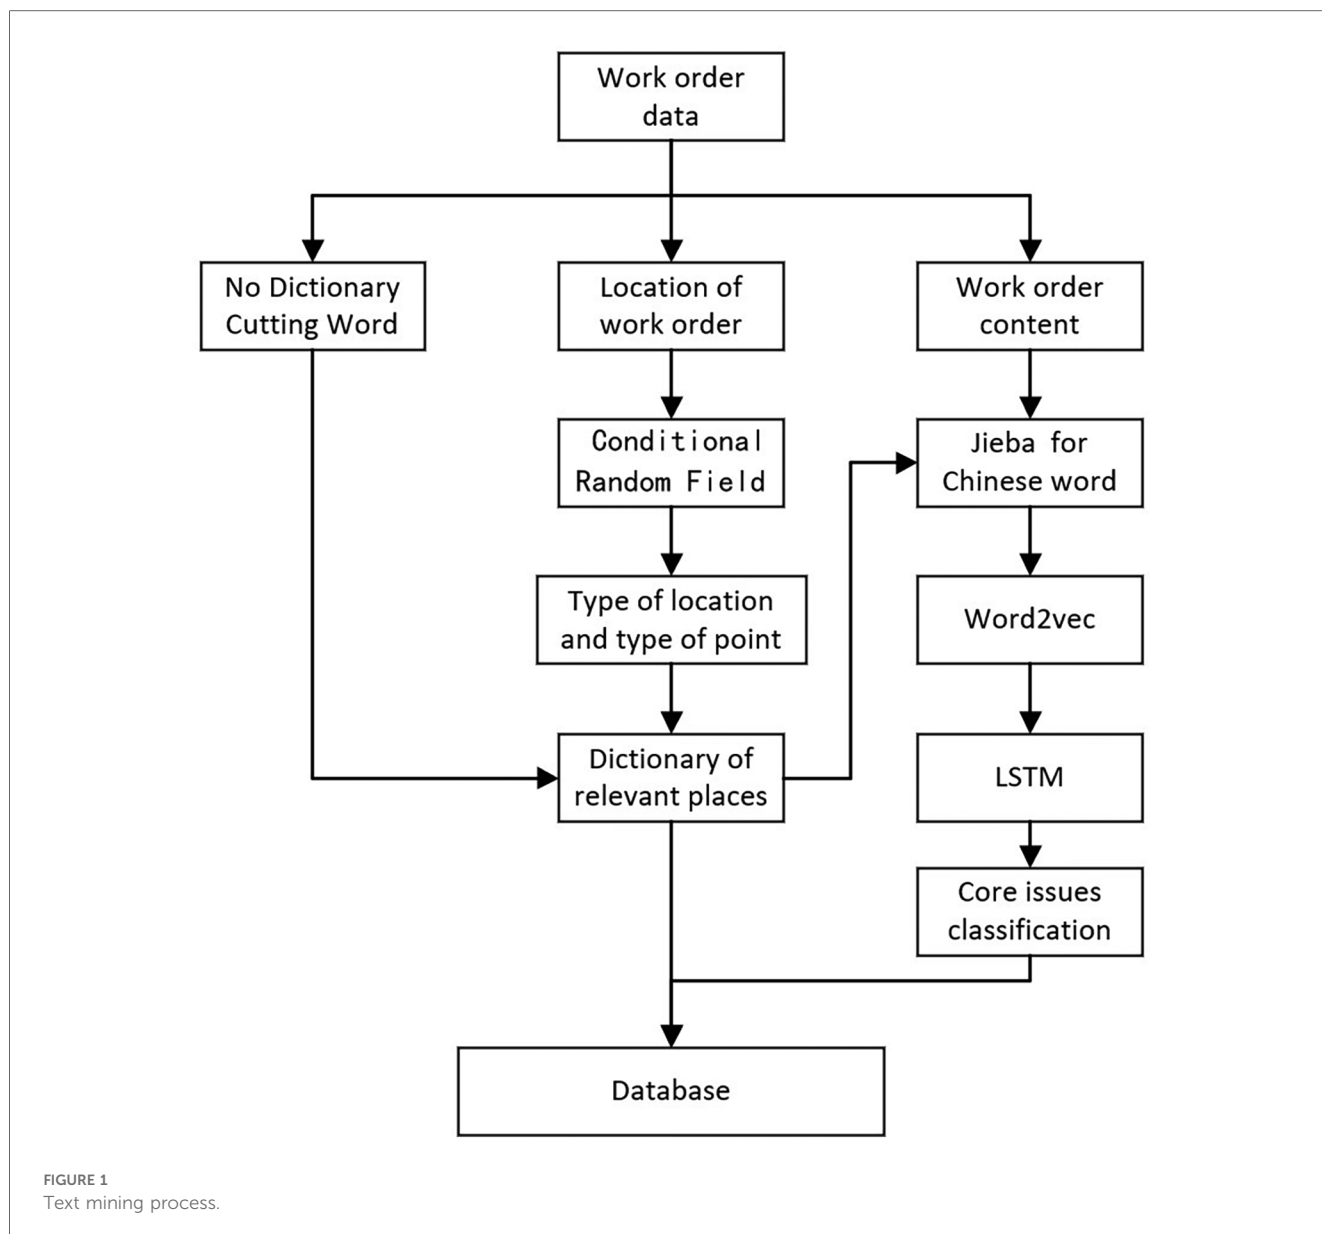 Work order
data
No Dictionary
Cutting Word
Location of
work order
Work order
content
Conditional
Random Field
Jieba for
Chinese word
Type of location
and type of point
Word2vec
Dictionary of
relevant places
LSTM
Core issues
classification
Database
FIGURE 1
Text mining process.